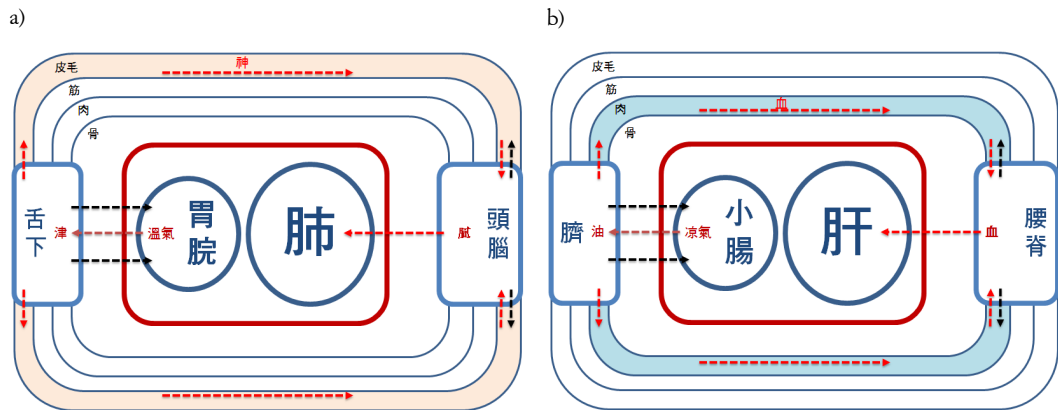 a)
皮毛
神
筋
肉
骨
舌下
津
溫氣
胃脘
肺
膩
頭腦
b)
皮毛
筋
肉
血
骨
臍
油
凉氣
小腸
肝
血
腰脊